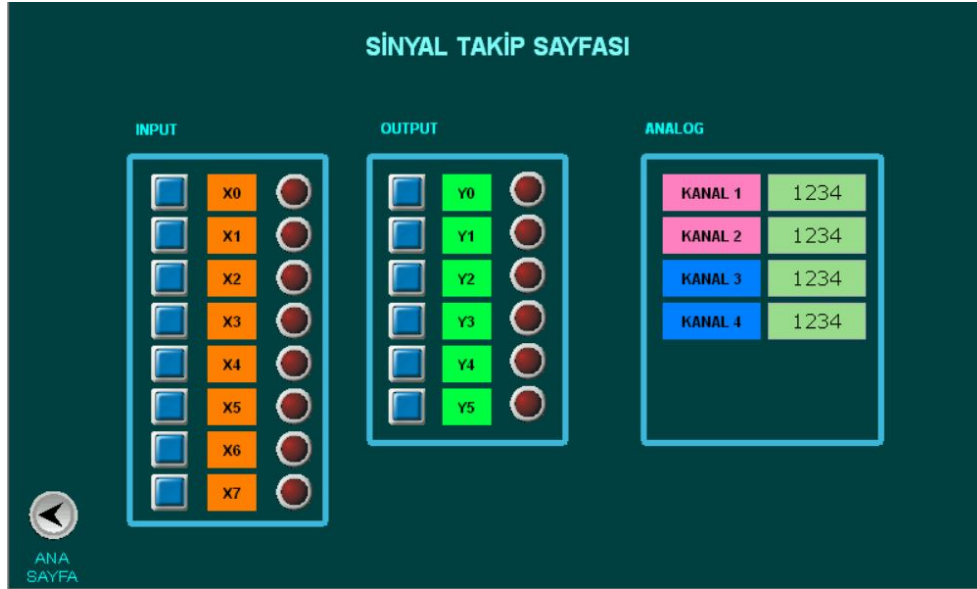 SİNYAL TAKİP SAYFASI
INPUT
X0
X1
X2
X3
X4
X5
X6
X7
OUTPUT
Y0
Y1
Y2
Y3
Y4
Y5
ANALOG
KANAL 1 1234
KANAL 2 1234
KANAL 3 1234
KANAL 4 1234
ANA
SAYFA